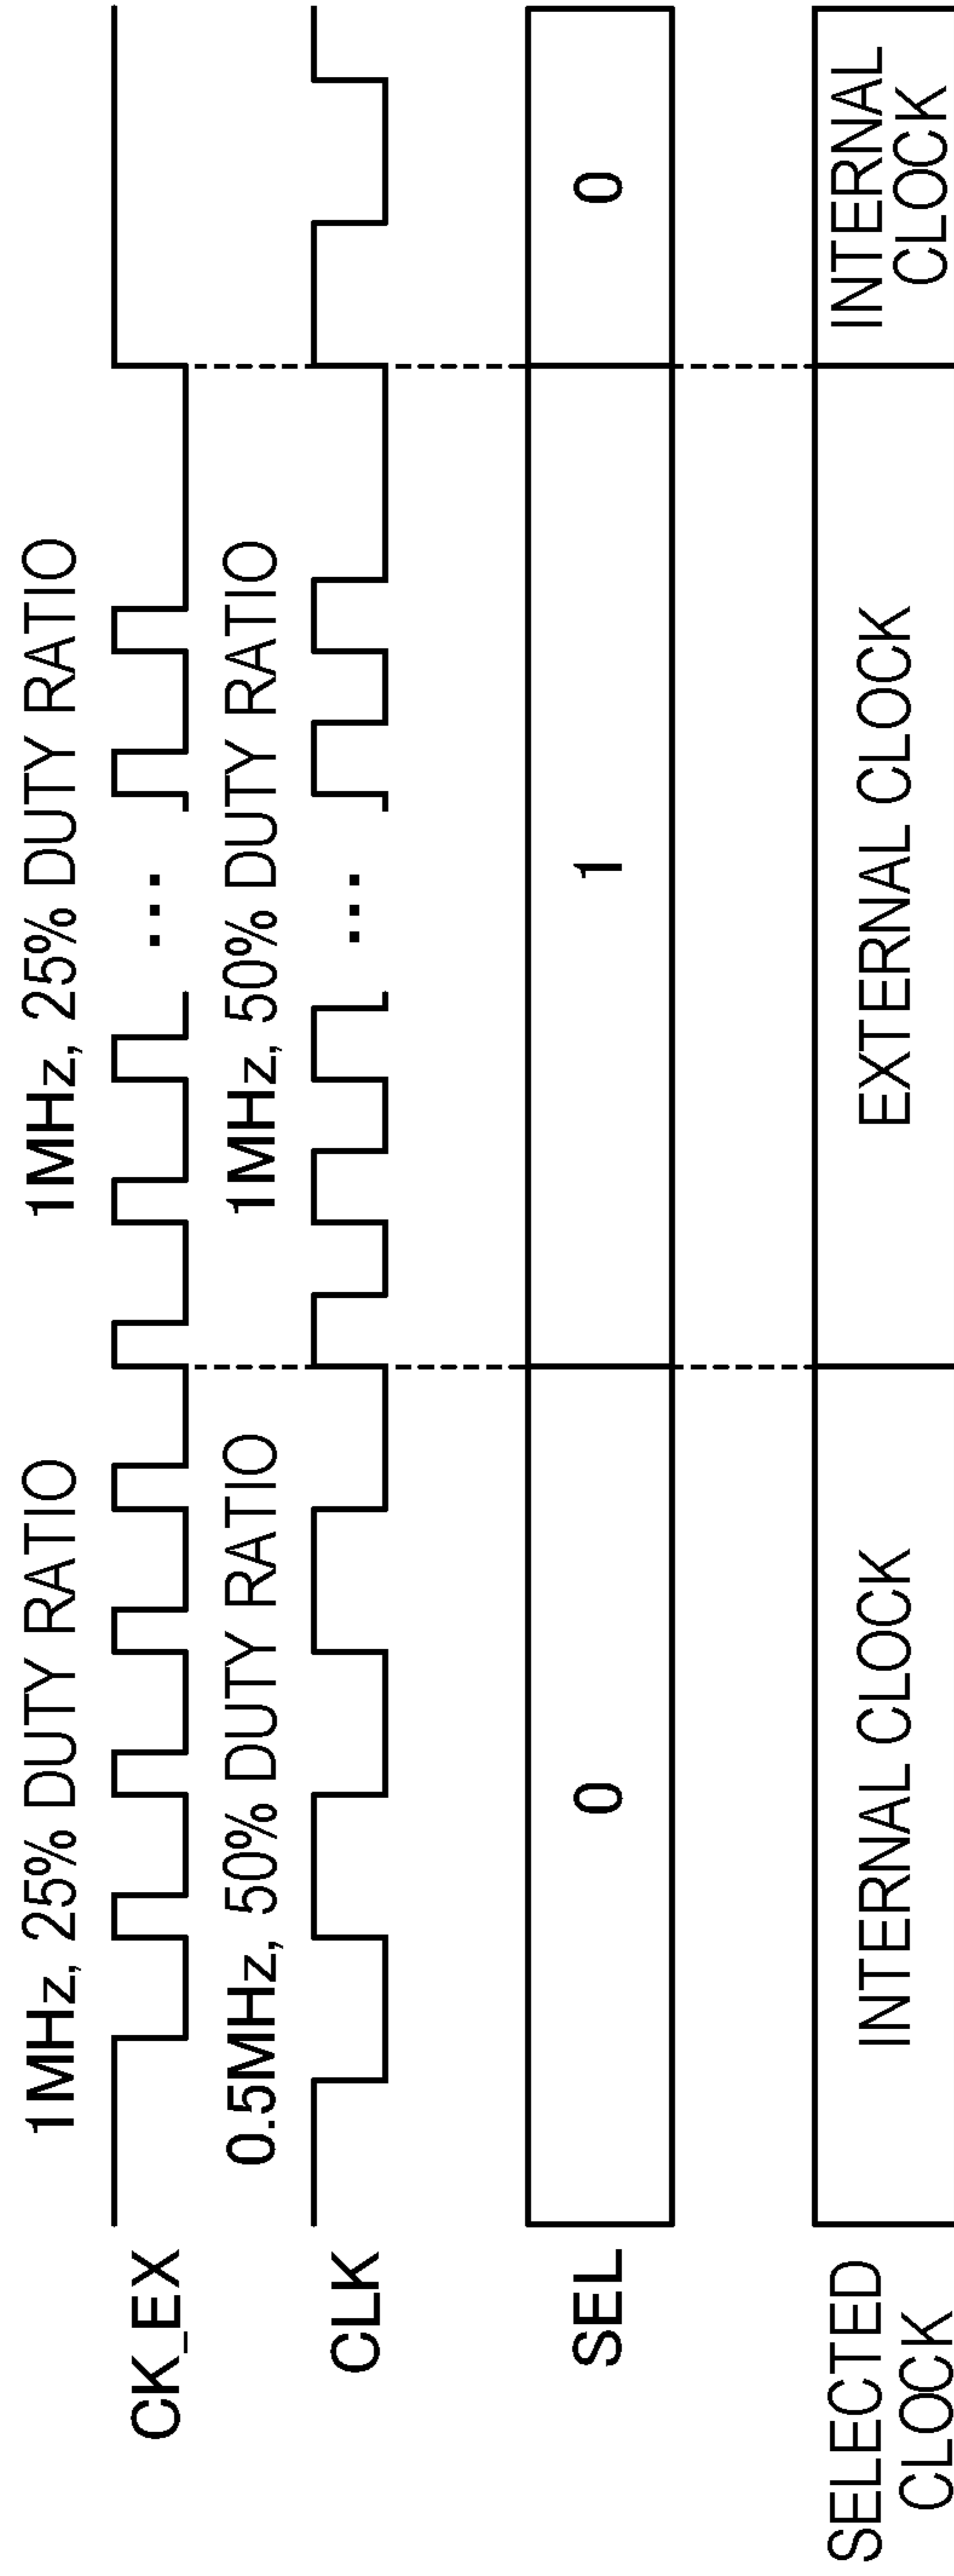 1MHz, 25% DUTY RATIO
1MHz, 25% DUTY RATIO
CK_EX
...
0.5MHz, 50% DUTY RATIO
1MHz, 50% DUTY RATIO
CLK
...
SEL
0
1
0
SELECTED
CLOCK
INTERNAL CLOCK
EXTERNAL CLOCK
INTERNAL
CLOCK